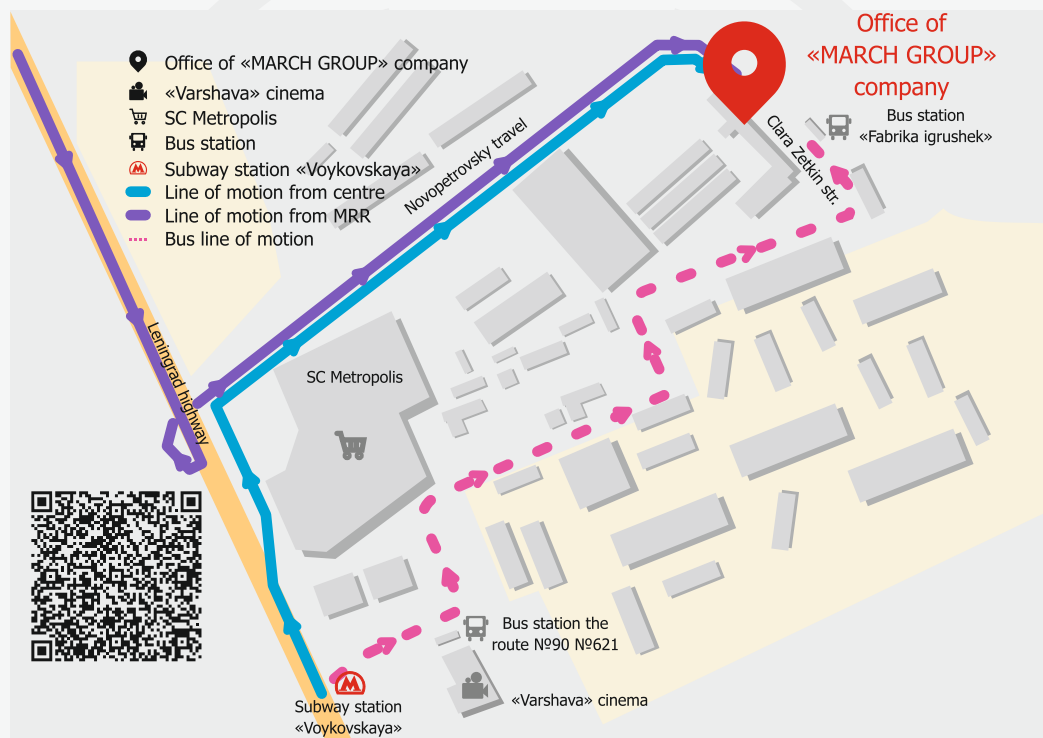 Office of
«MARCH GROUP»
company
Office of «MARCH GROUP» company
«Varshava» cinema
SC Metropolis
Bus station
Subway station «Voykovskaya»
Line of motion from centre
Line of motion from MRR
Bus line of motion
Novopetrovsky travel
Clara Zetkin str.
Bus station
«Fabrika igrushek»
Leningrad highway
SC Metropolis
Bus station the
route №90 №621
«Varshava» cinema
M
Subway station
«Voykovskaya»